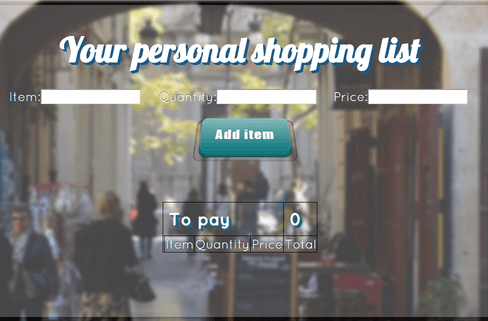 Your personal shopping list
Item: Quantity: Price:
Add item
To pay 0
Item Quantity Price Total